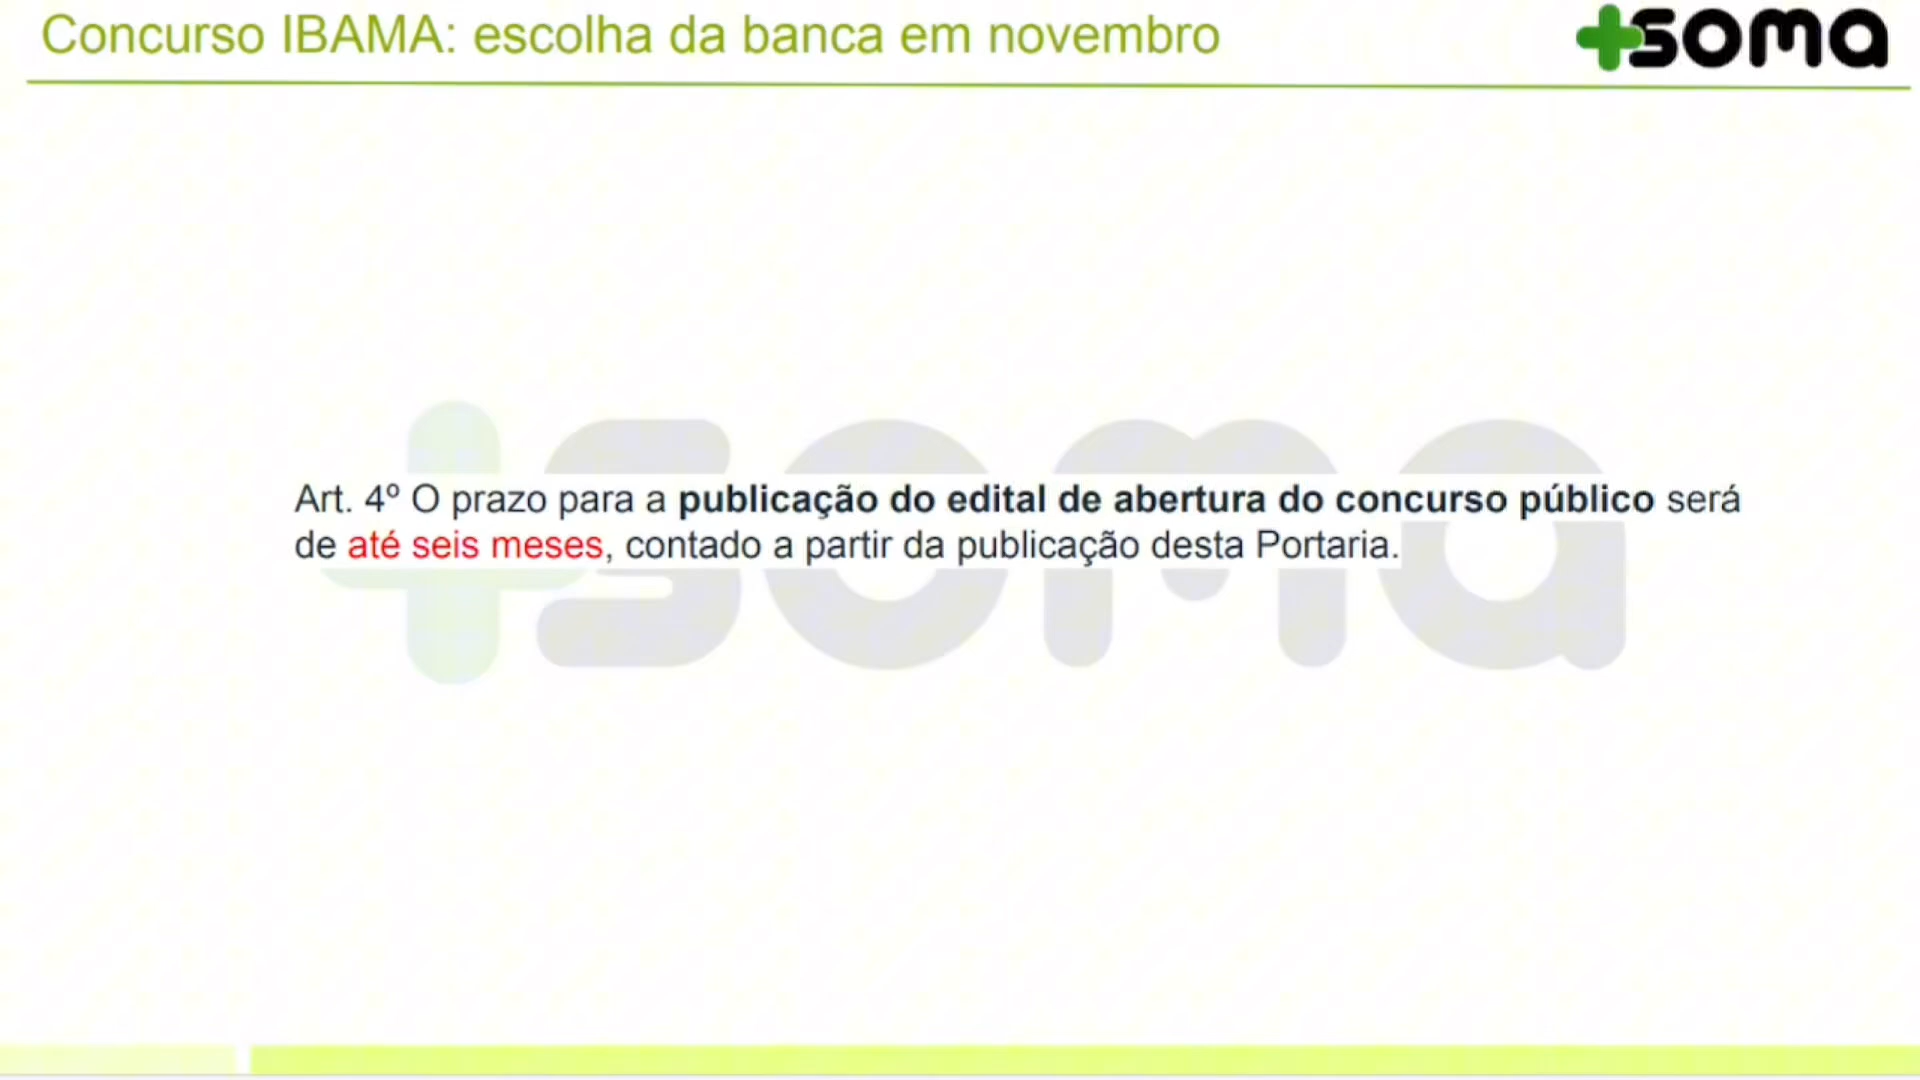 Concurso IBAMA: escolha da banca em novembro
+soma
Art. 4º O prazo para a publicação do edital de abertura do concurso público será
de até seis meses, contado a partir da publicação desta Portaria.
+soma